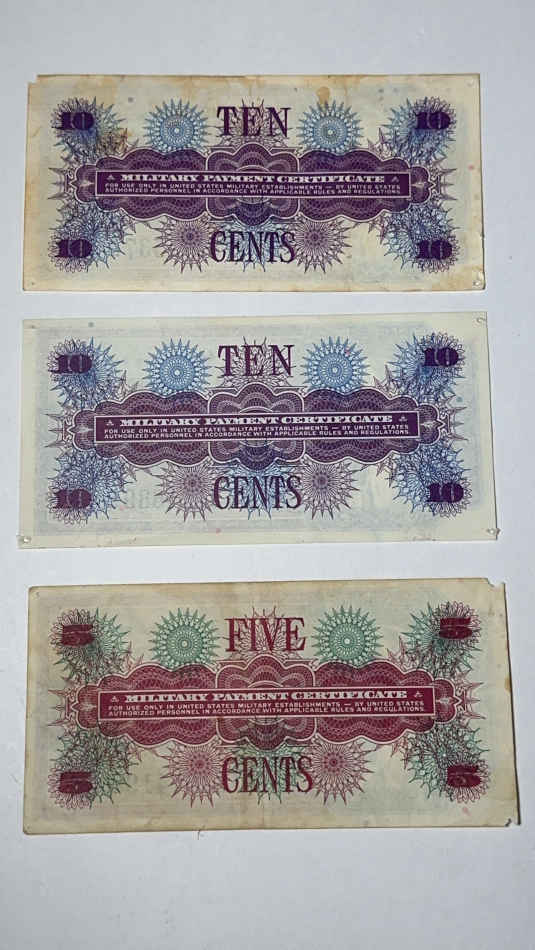 10 TEN 10
MILITARY PAYMENT CERTIFICATE
FOR USE ONLY IN UNITED STATES MILITARY ESTABLISHMENTS — BY UNITED STATES
AUTHORIZED PERSONNEL IN ACCORDANCE WITH APPLICABLE RULES AND REGULATIONS.
10 CENTS 10
10 TEN 10
MILITARY PAYMENT CERTIFICATE
FOR USE ONLY IN UNITED STATES MILITARY ESTABLISHMENTS — BY UNITED STATES
AUTHORIZED PERSONNEL IN ACCORDANCE WITH APPLICABLE RULES AND REGULATIONS.
10 CENTS 10
5 FIVE 5
MILITARY PAYMENT CERTIFICATE
FOR USE ONLY IN UNITED STATES MILITARY ESTABLISHMENTS — BY UNITED STATES
AUTHORIZED PERSONNEL IN ACCORDANCE WITH APPLICABLE RULES AND REGULATIONS.
5 CENTS 5